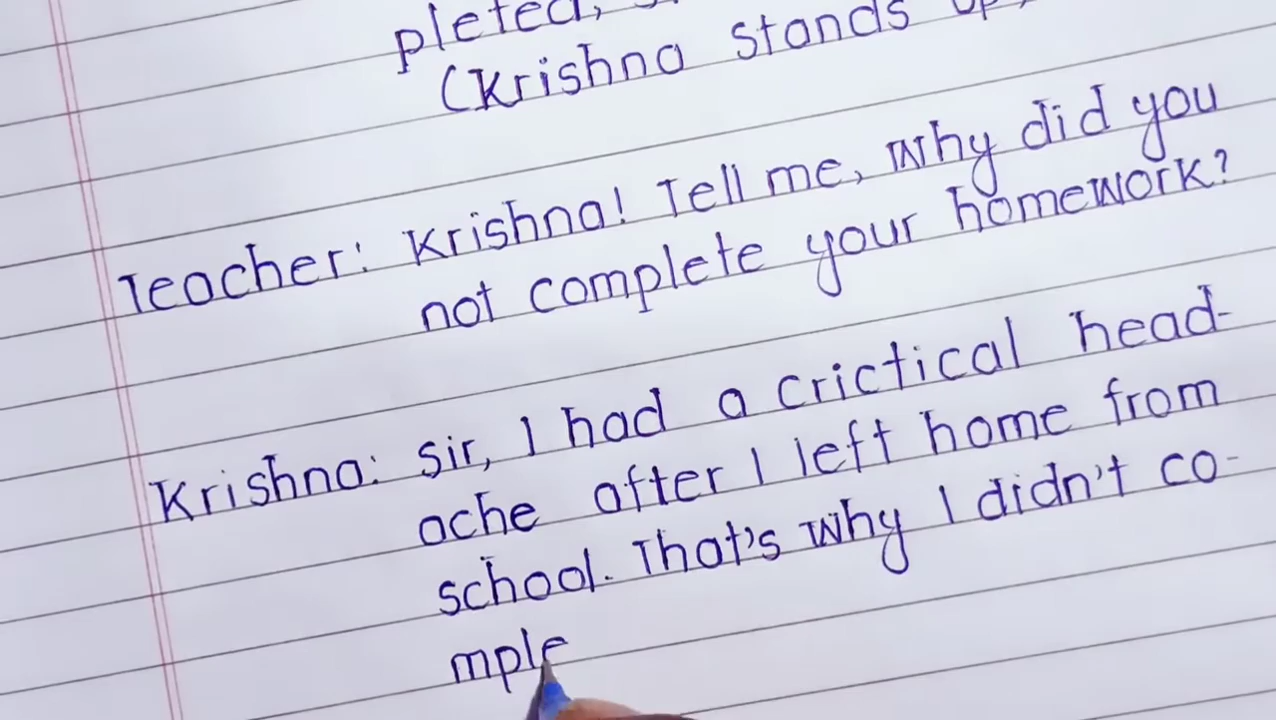 pleted,
(Krishna stands up,
Teacher: Krishna! Tell me, Why did you
not complete your homework?
Krishna: Sir, I had a crictical head-
ache after I left home from
school. That's why I didn't co-
mple